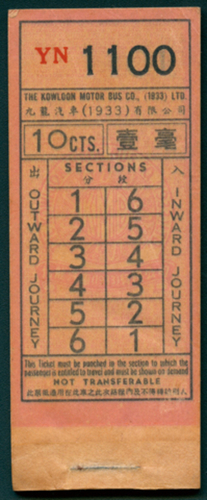 YN 1100
THE KOWLOON MOTOR BUS CO., (1933) LTD.
九龍汽車(1933)有限公司
10CTS. 壹毫
SECTIONS
分 段
出 OUTWARD JOURNEY
入 INWARD JOURNEY
1 6
2 5
3 4
4 3
5 2
6 1
This Ticket must be punched in the section to which the
passenger is entitled to travel and must be shown on demand
NOT TRANSFERABLE